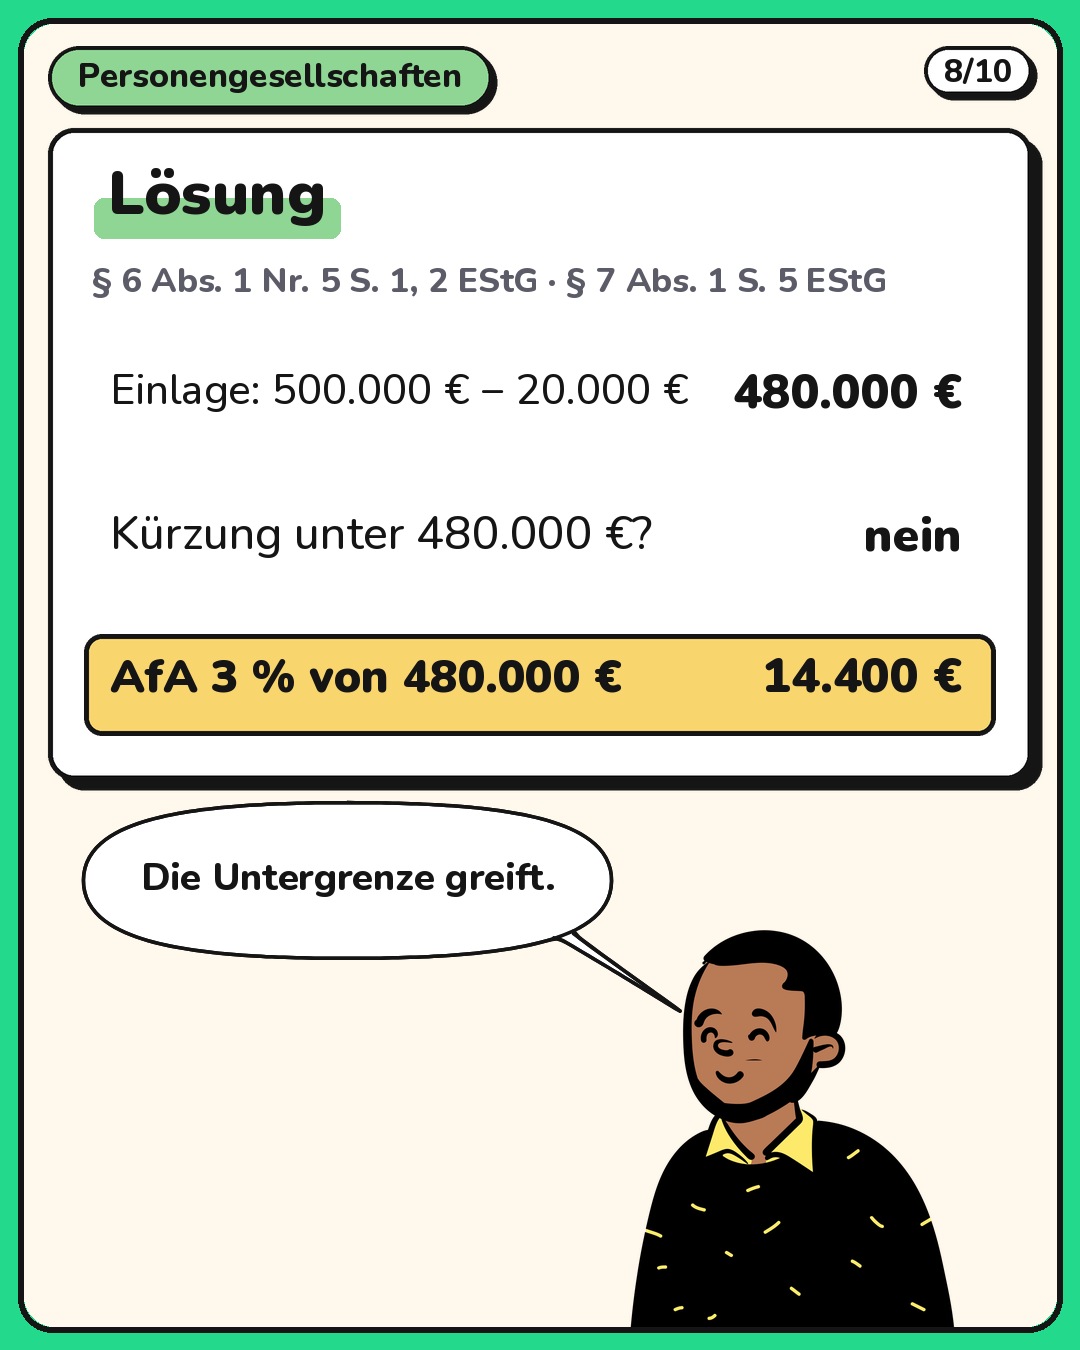 Personengesellschaften
8/10
Lösung
§ 6 Abs. 1 Nr. 5 S. 1, 2 EStG · § 7 Abs. 1 S. 5 EStG
Einlage: 500.000 € – 20.000 € 480.000 €
Kürzung unter 480.000 €? nein
AfA 3 % von 480.000 € 14.400 €
Die Untergrenze greift.